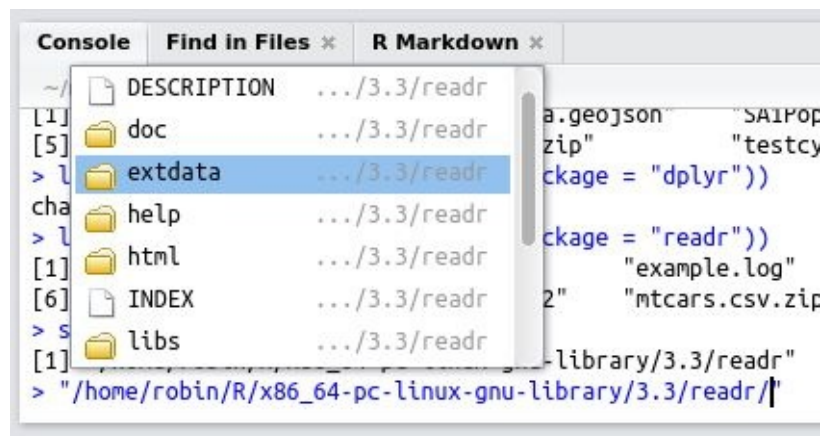 Console Find in Files × R Markdown ×
~/
DESCRIPTION .../3.3/readr
[1] a.geojson" "SA1Pop
doc .../3.3/readr
[5] zip" "testcy
extdata .../3.3/readr
> l ckage = "dplyr"))
help .../3.3/readr
cha
> l ckage = "readr"))
html .../3.3/readr
[1] "example.log"
INDEX .../3.3/readr
[6] 2" "mtcars.csv.zip
> s
libs .../3.3/readr
[1] -library/3.3/readr"
> "/home/robin/R/x86_64-pc-linux-gnu-library/3.3/readr/"